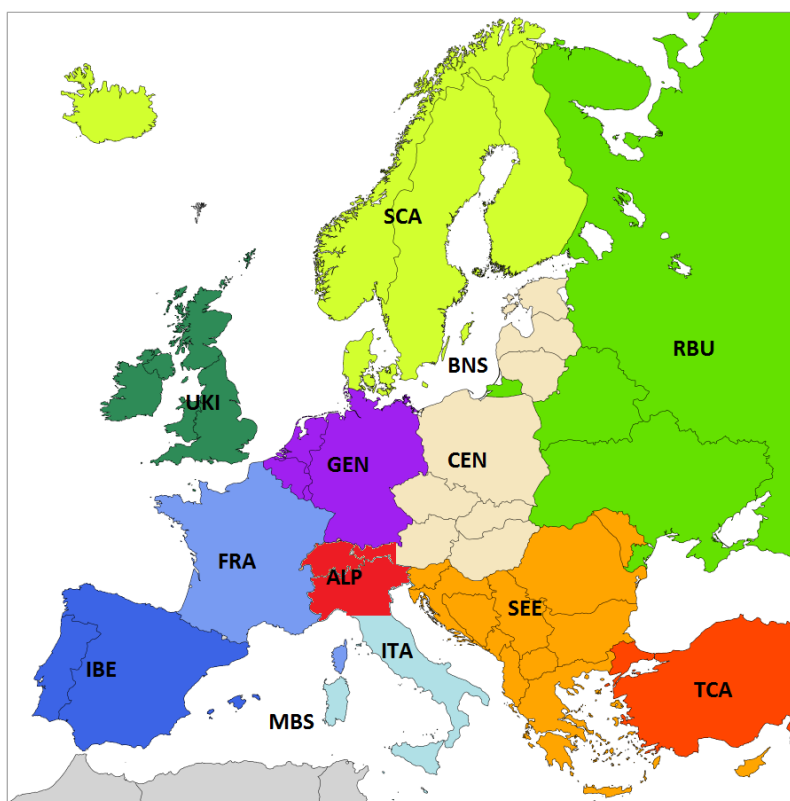 SCA
RBU
BNS
UKI
GEN
CEN
FRA
ALP
SEE
ITA
IBE
TCA
MBS